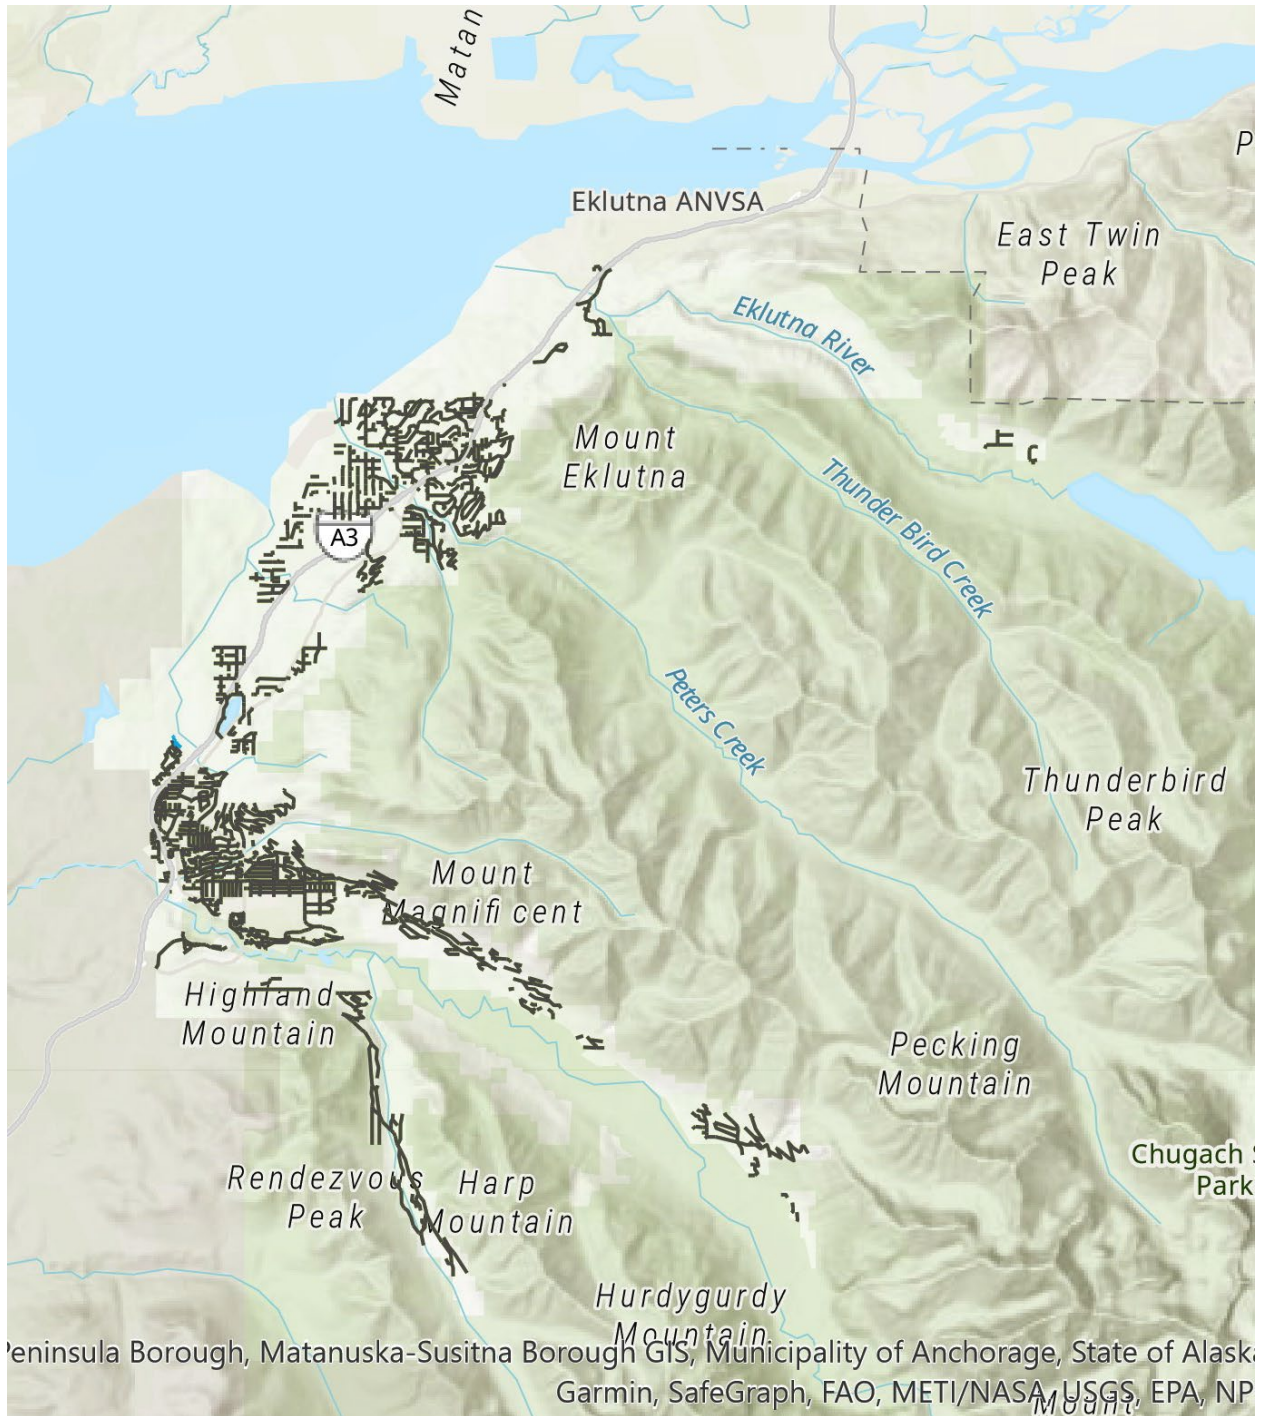 Matan
P
Eklutna ANVSA
East Twin
Peak
Eklutna River
Mount
Eklutna
Thunder Bird Creek
A3
Peters Creek
Thunderbird
Peak
Mount
Magnificent
Highland
Mountain
Pecking
Mountain
Chugach S
Park
Rendezvous
Peak
Harp
Mountain
Hurdygurdy
Mountain
Peninsula Borough, Matanuska-Susitna Borough GIS, Municipality of Anchorage, State of Alaska
Garmin, SafeGraph, FAO, METI/NASA, USGS, EPA, NP
Mount